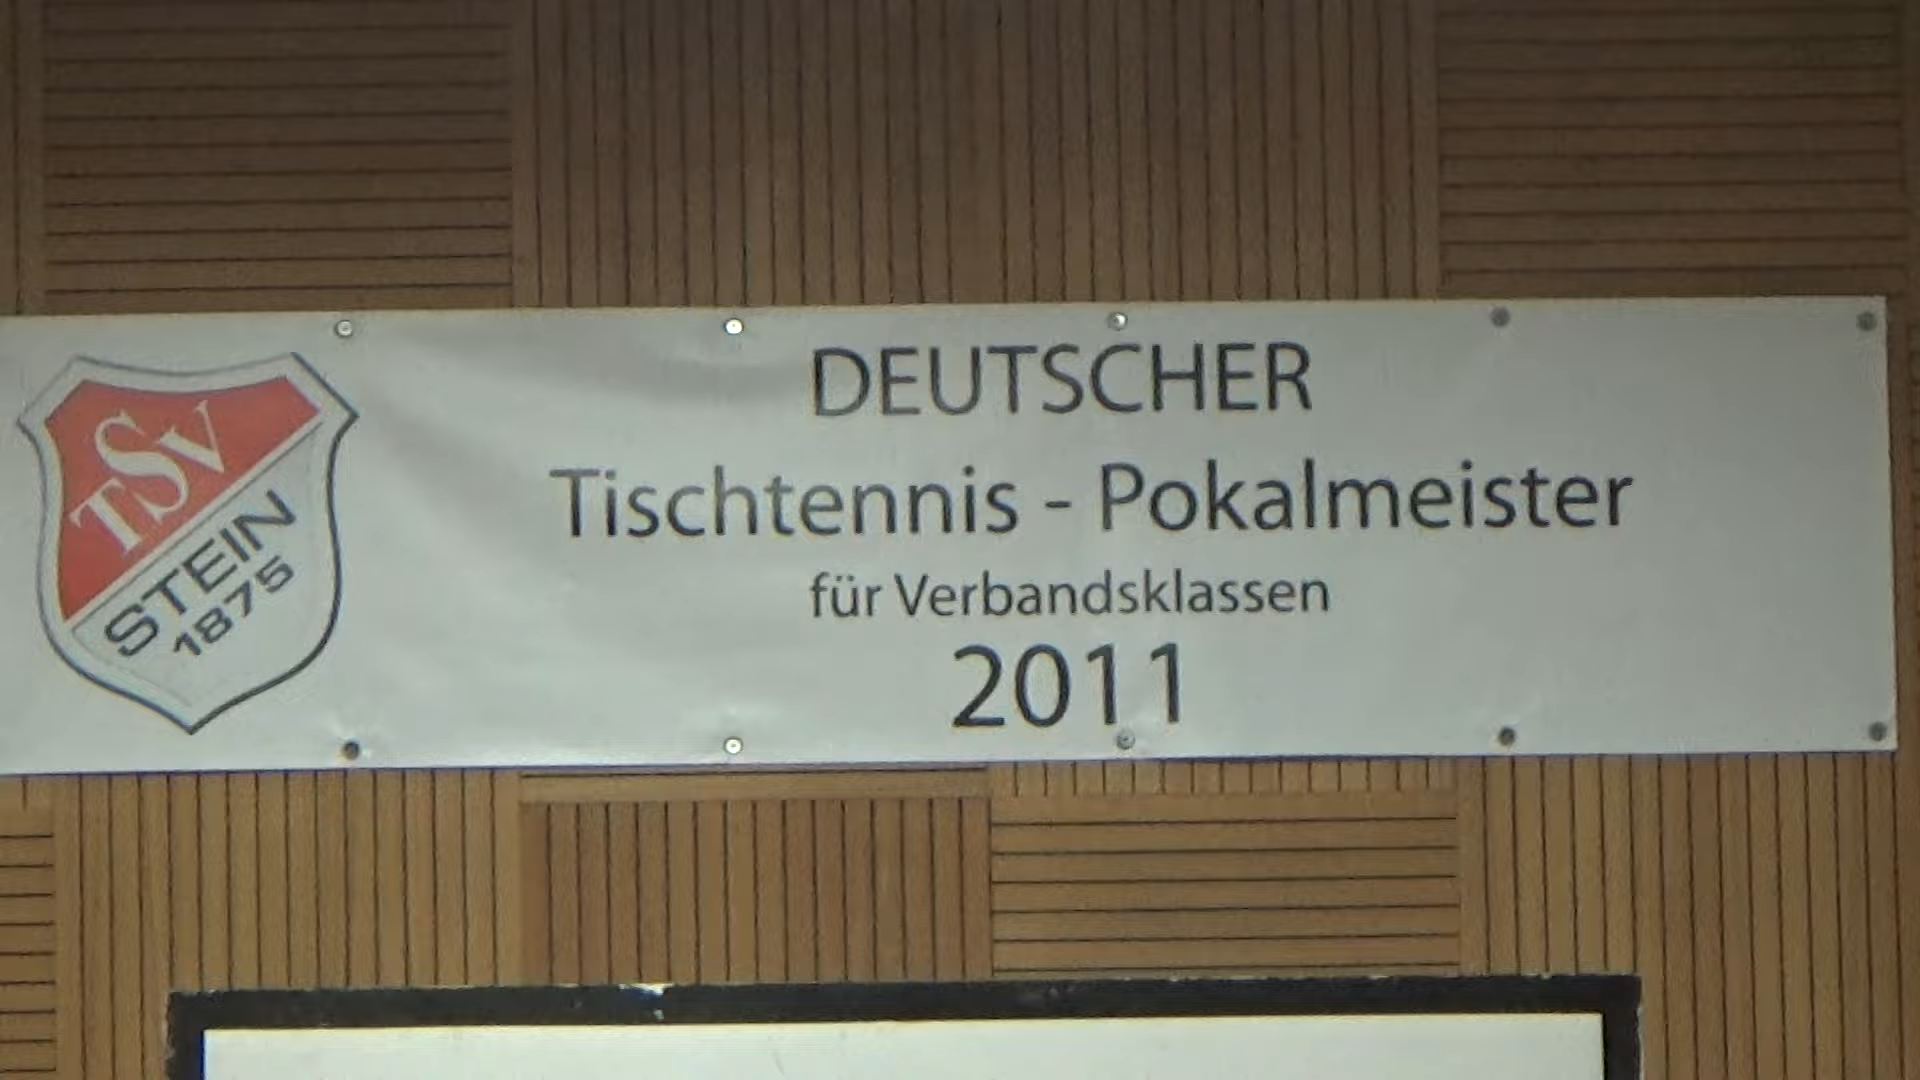 TSV
STEIN
1875
DEUTSCHER
Tischtennis - Pokalmeister
für Verbandsklassen
2011